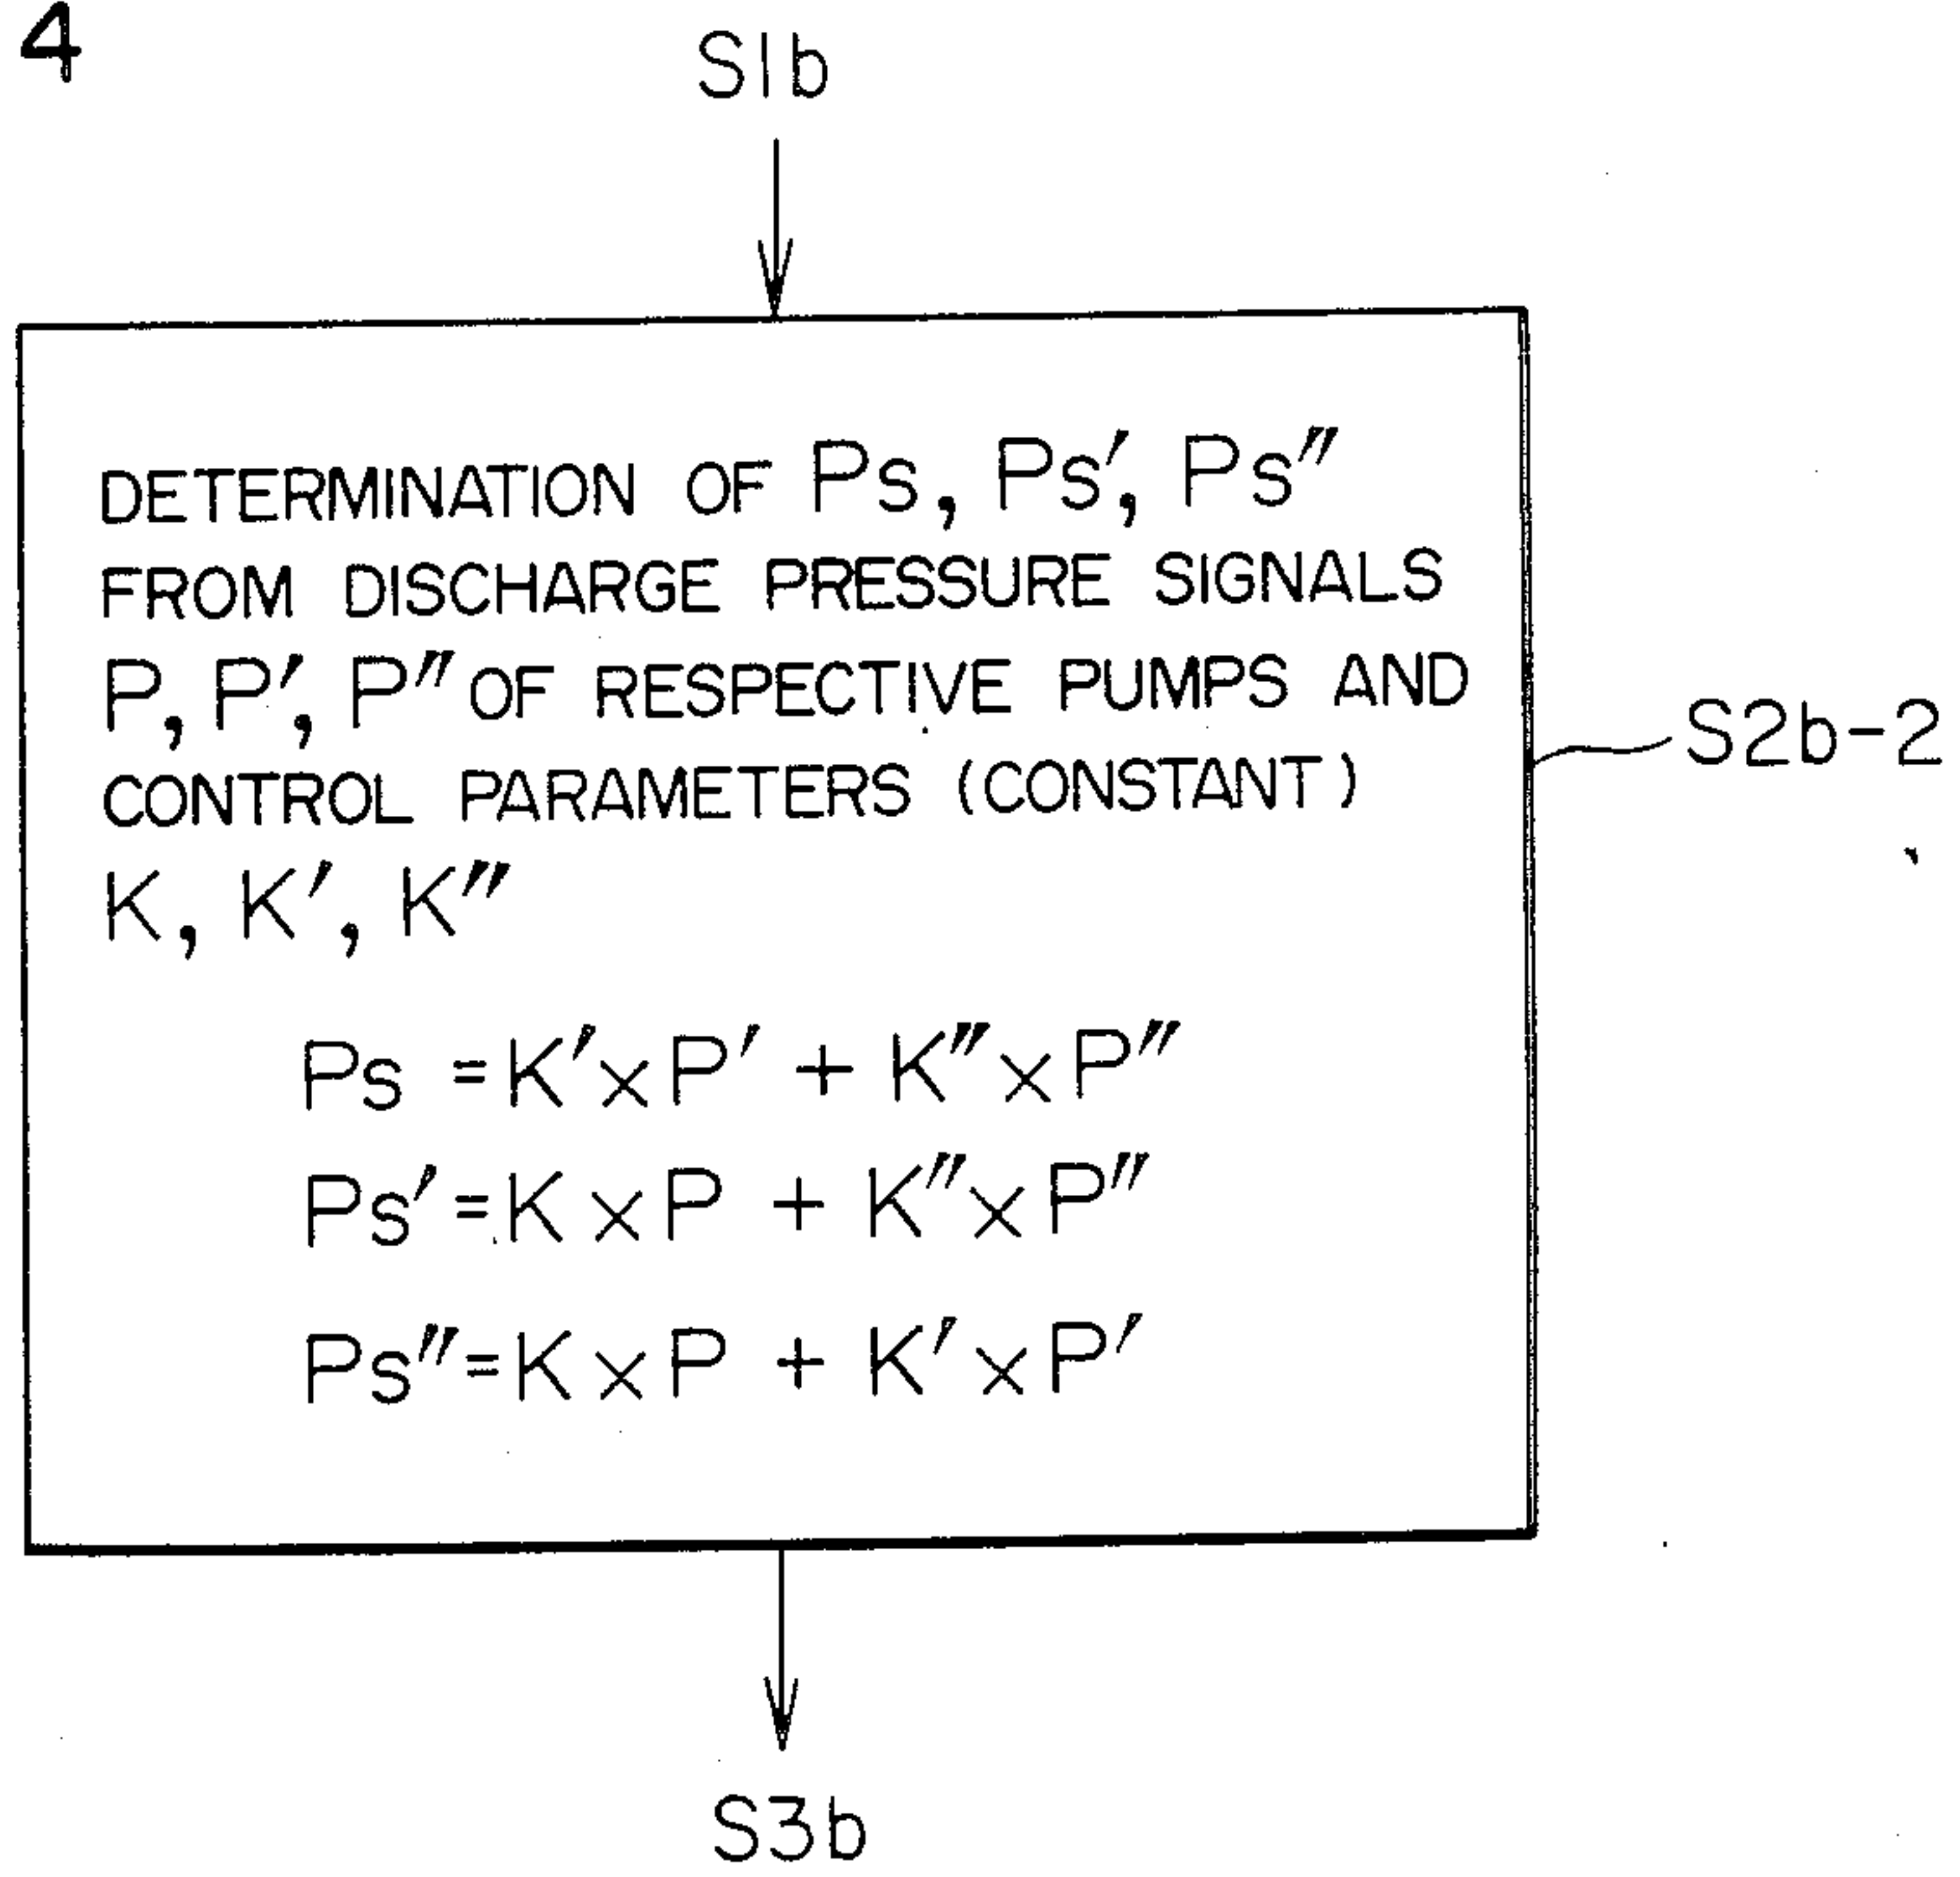 4
S1b
DETERMINATION OF Ps, Ps', Ps"
FROM DISCHARGE PRESSURE SIGNALS
P, P', P" OF RESPECTIVE PUMPS AND
CONTROL PARAMETERS (CONSTANT)
K, K', K"
Ps = K' × P' + K" × P"
Ps' = K × P + K" × P"
Ps" = K × P + K' × P'
S2b-2
S3b